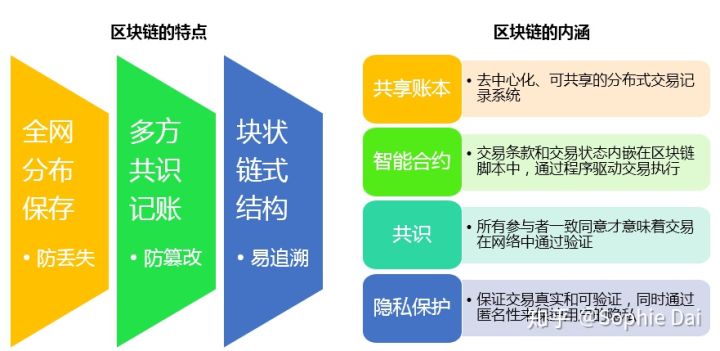 区块链的特点
全网
分布
保存
• 防丢失
多方
共识
记账
• 防篡改
块状
链式
结构
• 易追溯
区块链的内涵
共享账本
• 去中心化、可共享的分布式交易记
录系统
智能合约
• 交易条款和交易状态内嵌在区块链
脚本中，通过程序驱动交易执行
共识
• 所有参与者一致同意才意味着交易
在网络中通过验证
隐私保护
• 保证交易真实和可验证，同时通过
匿名性来保护用户的隐私
知乎 @Sophie Dai